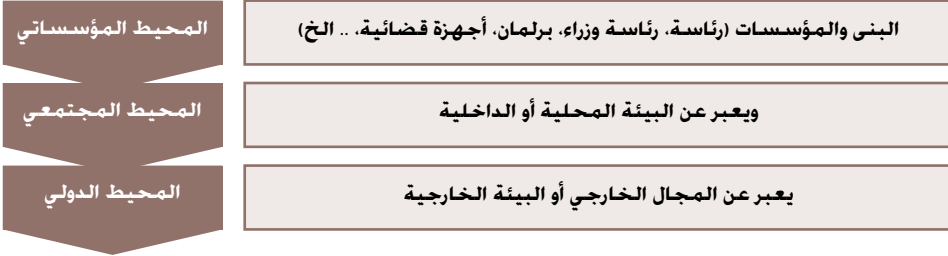 المحيط المؤسساتي
البنى والمؤسسات (رئاسة، رئاسة وزراء، برلمان، أجهزة قضائية، .. الخ)
المحيط المجتمعي
ويعبر عن البيئة المحلية أو الداخلية
المحيط الدولي
يعبر عن المجال الخارجي أو البيئة الخارجية